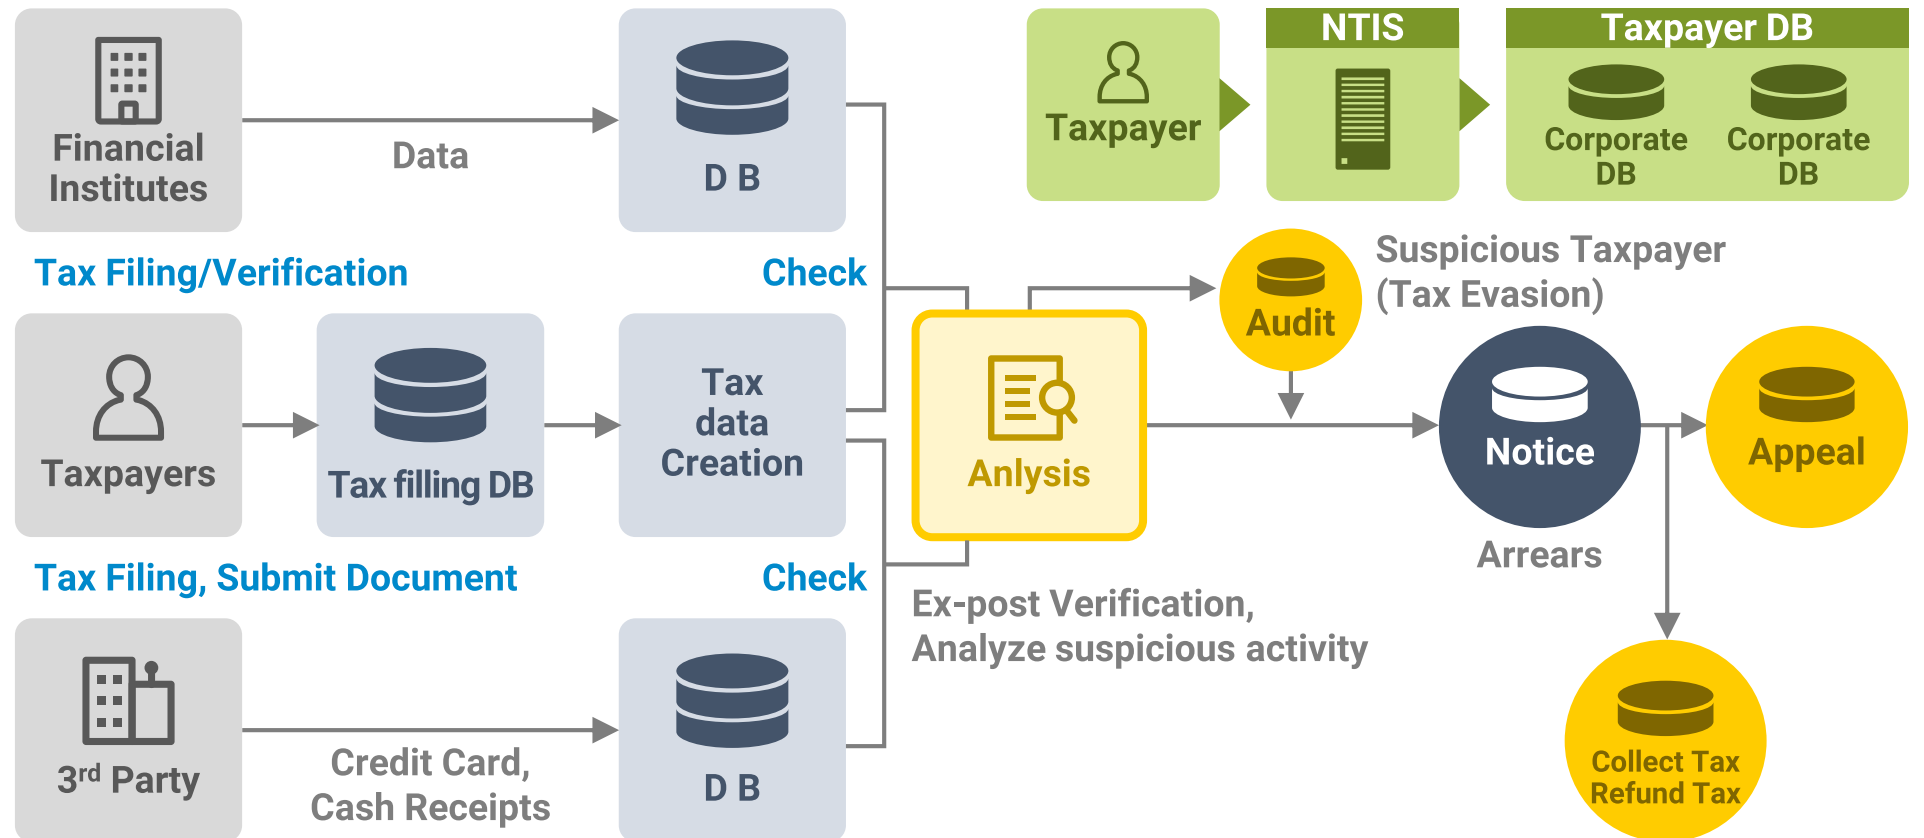 Financial
Institutes
Data
D B
Taxpayer
NTIS
Taxpayer DB
Corporate
DB
Corporate
DB
Tax Filing/Verification
Check
Suspicious Taxpayer
(Tax Evasion)
Audit
Taxpayers
Tax filling DB
Tax
data
Creation
Anlysis
Notice
Appeal
Arrears
Tax Filing, Submit Document
Check
Ex-post Verification,
Analyze suspicious activity
3rd Party
Credit Card,
Cash Receipts
D B
Collect Tax
Refund Tax